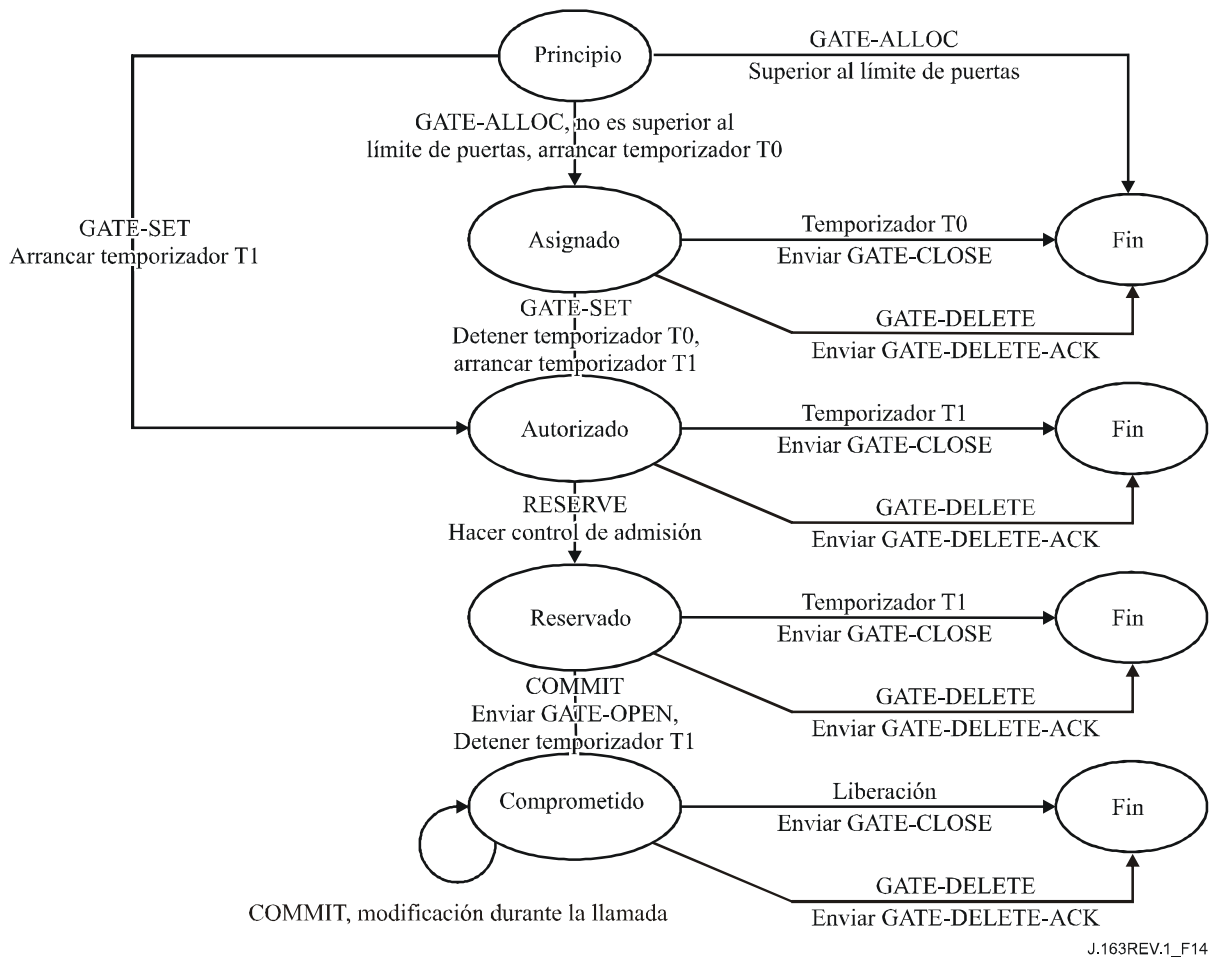 Principio
GATE-ALLOC
Superior al límite de puertas
GATE-ALLOC, no es superior al
límite de puertas, arrancar temporizador T0
GATE-SET
Arrancar temporizador T1
Asignado
Temporizador T0
Enviar GATE-CLOSE
Fin
GATE-DELETE
Enviar GATE-DELETE-ACK
GATE-SET
Detener temporizador T0,
arrancar temporizador T1
Autorizado
Temporizador T1
Enviar GATE-CLOSE
Fin
GATE-DELETE
Enviar GATE-DELETE-ACK
RESERVE
Hacer control de admisión
Reservado
Temporizador T1
Enviar GATE-CLOSE
Fin
GATE-DELETE
Enviar GATE-DELETE-ACK
COMMIT
Enviar GATE-OPEN,
Detener temporizador T1
Comprometido
Liberación
Enviar GATE-CLOSE
Fin
GATE-DELETE
Enviar GATE-DELETE-ACK
COMMIT, modificación durante la llamada
J.163REV.1_F14